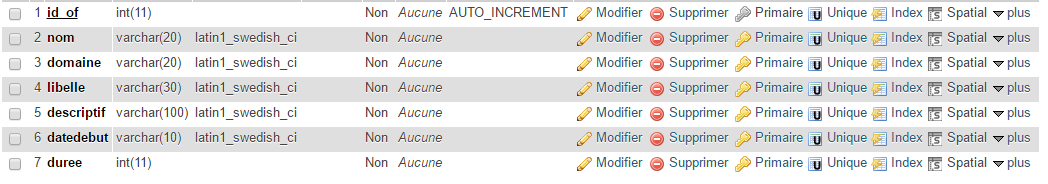 1 id_of int(11) Non Aucune AUTO_INCREMENT Modifier Supprimer Primaire Unique Index Spatial plus
2 nom varchar(20) latin1_swedish_ci Non Aucune Modifier Supprimer Primaire Unique Index Spatial plus
3 domaine varchar(20) latin1_swedish_ci Non Aucune Modifier Supprimer Primaire Unique Index Spatial plus
4 libelle varchar(30) latin1_swedish_ci Non Aucune Modifier Supprimer Primaire Unique Index Spatial plus
5 descriptif varchar(100) latin1_swedish_ci Non Aucune Modifier Supprimer Primaire Unique Index Spatial plus
6 datedebut varchar(10) latin1_swedish_ci Non Aucune Modifier Supprimer Primaire Unique Index Spatial plus
7 duree int(11) Non Aucune Modifier Supprimer Primaire Unique Index Spatial plus